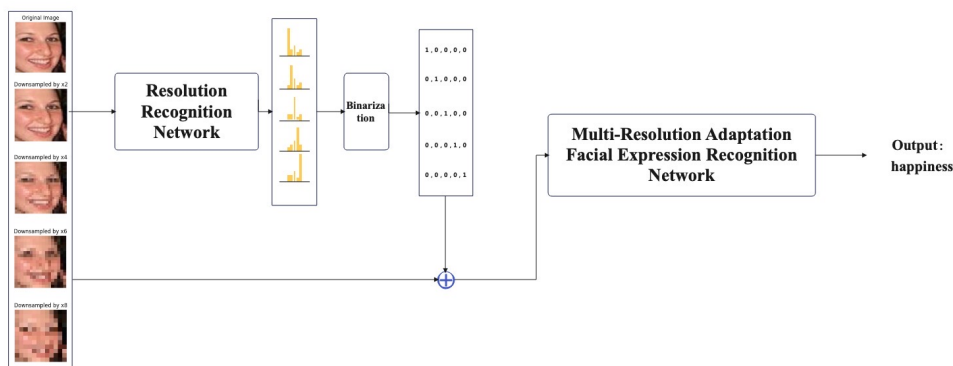 Original Image
Downsampled by x2
Downsampled by x4
Downsampled by x6
Downsampled by x8
Resolution
Recognition
Network
Binariza
tion
1,0,0,0,0,0
0,1,0,0,0
0,0,1,0,0
0,0,0,1,0
0,0,0,0,1
Multi-Resolution Adaptation
Facial Expression Recognition
Network
Output:
happiness